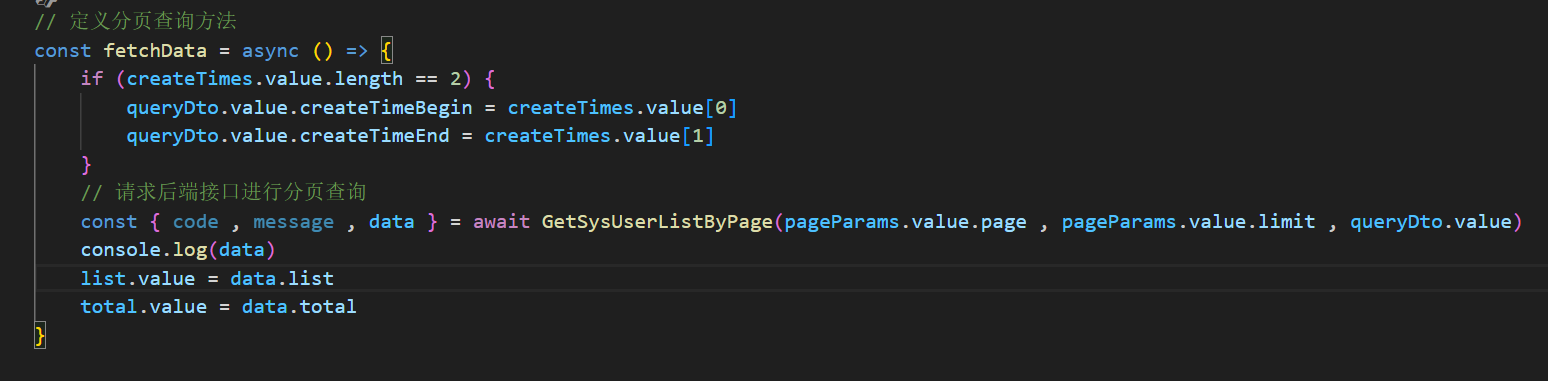 // 定义分页查询方法
const fetchData = async () => {
    if (createTimes.value.length == 2) {
        queryDto.value.createTimeBegin = createTimes.value[0]
        queryDto.value.createTimeEnd = createTimes.value[1]
    }
    // 请求后端接口进行分页查询
    const { code , message , data } = await GetSysUserListByPage(pageParams.value.page , pageParams.value.limit , queryDto.value)
    console.log(data)
    list.value = data.list
    total.value = data.total
}